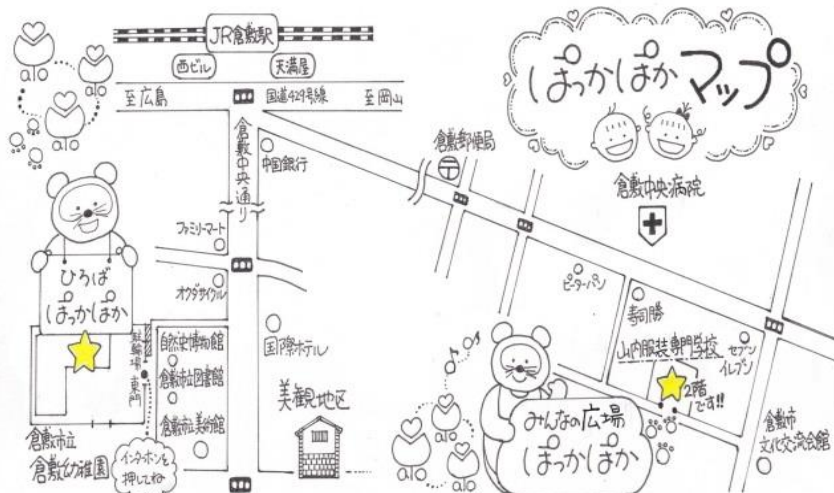 ぱっかぽか マップ
JR倉敷駅
西ビル
天満屋
至広島
国道429号線
至岡山
倉敷中央通り
中国銀行
ファミリーマート
オクダサイクル
ひろば
ぱっかぽか
駐輪場
東門
自然史博物館
倉敷市立図書館
倉敷市立美術館
国際ホテル
美観地区
倉敷市立
倉敷幼稚園
インターホンを
押してね
倉敷郵便局
倉敷中央病院
ピーターパン
寿司勝
山内服装専門学校
セブン
イレブン
2階
です!!
みんなの広場
ぱっかぽか
倉敷市
文化交流会館